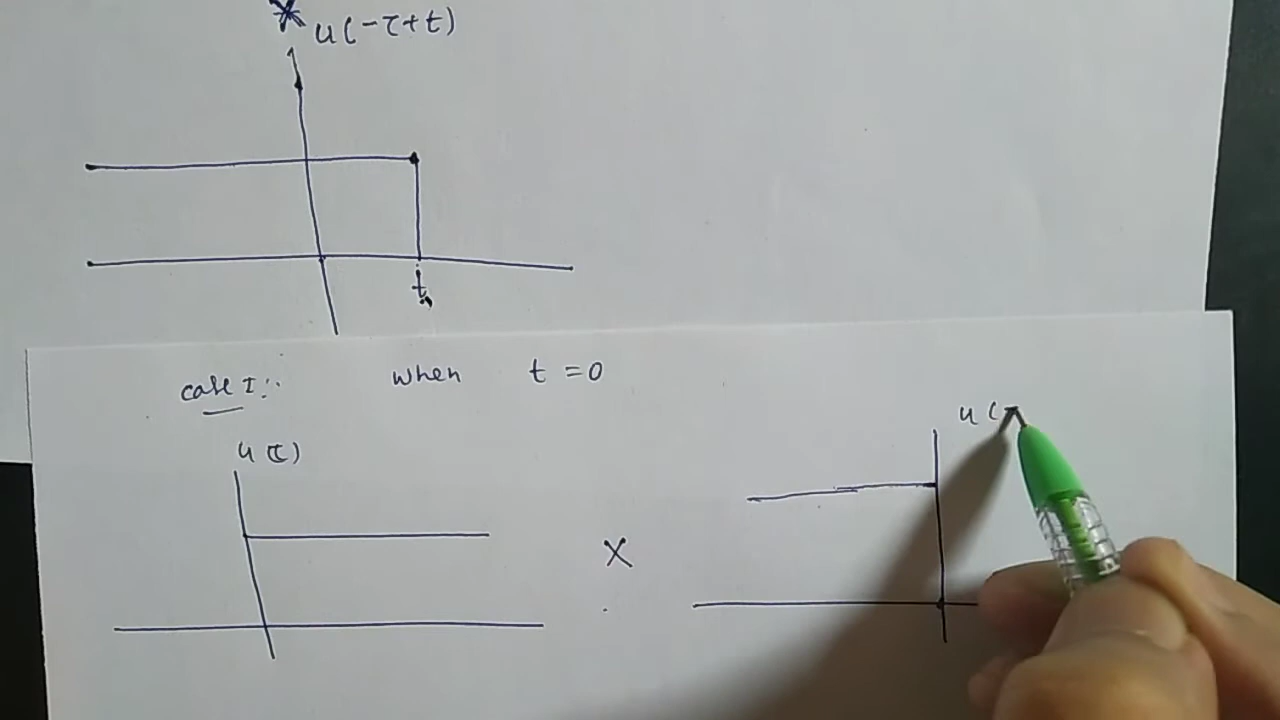 u(-τ+t)
t
case I:
when t = 0
u(τ)
X
u(-